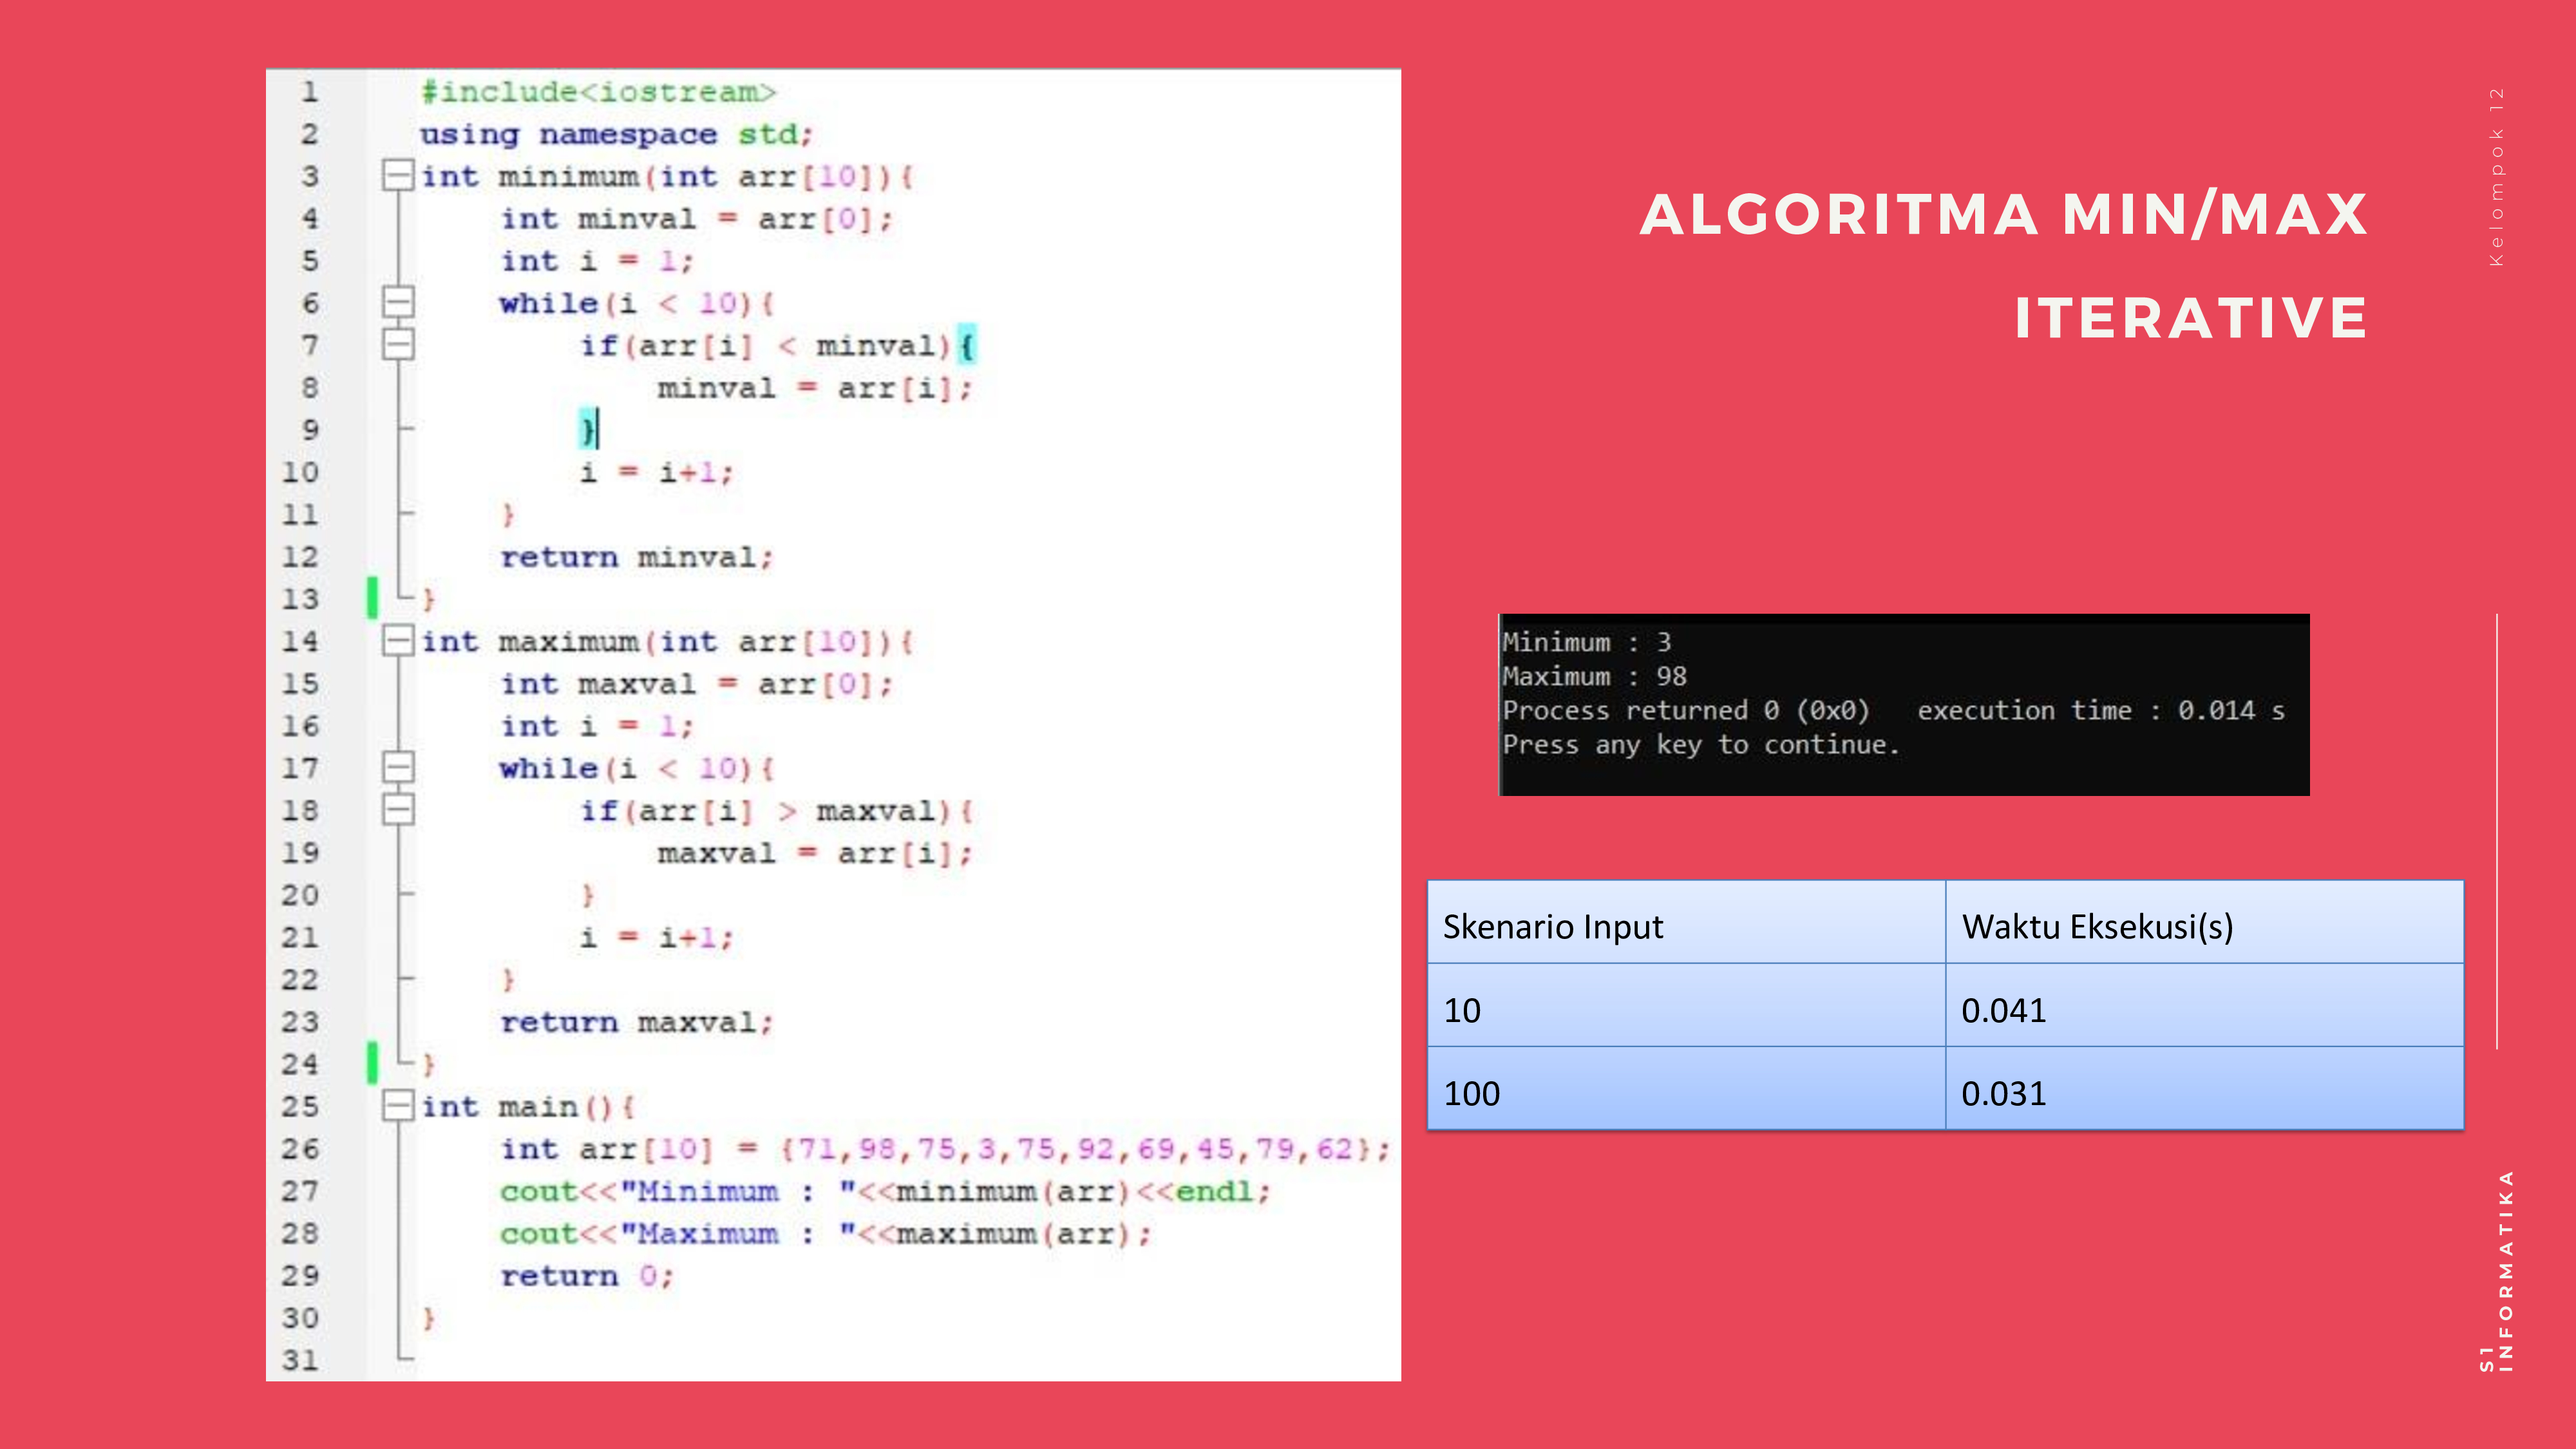 1 #include<iostream>
2 using namespace std;
3 int minimum(int arr[10]){
4 int minval = arr[0];
5 int i = 1;
6 while(i < 10){
7 if(arr[i] < minval){
8 minval = arr[i];
9 }
10 i = i+1;
11 }
12 return minval;
13 }
14 int maximum(int arr[10]){
15 int maxval = arr[0];
16 int i = 1;
17 while(i < 10){
18 if(arr[i] > maxval){
19 maxval = arr[i];
20 }
21 i = i+1;
22 }
23 return maxval;
24 }
25 int main(){
26 int arr[10] = {71,98,75,3,75,92,69,45,79,62};
27 cout<<"Minimum : "<<minimum(arr)<<endl;
28 cout<<"Maximum : "<<maximum(arr);
29 return 0;
30 }
31
ALGORITMA MIN/MAX
ITERATIVE
Minimum : 3
Maximum : 98
Process returned 0 (0x0) execution time : 0.014 s
Press any key to continue.
Skenario Input Waktu Eksekusi(s)
10 0.041
100 0.031
Kelompok 12
S1
INFORMATIKA